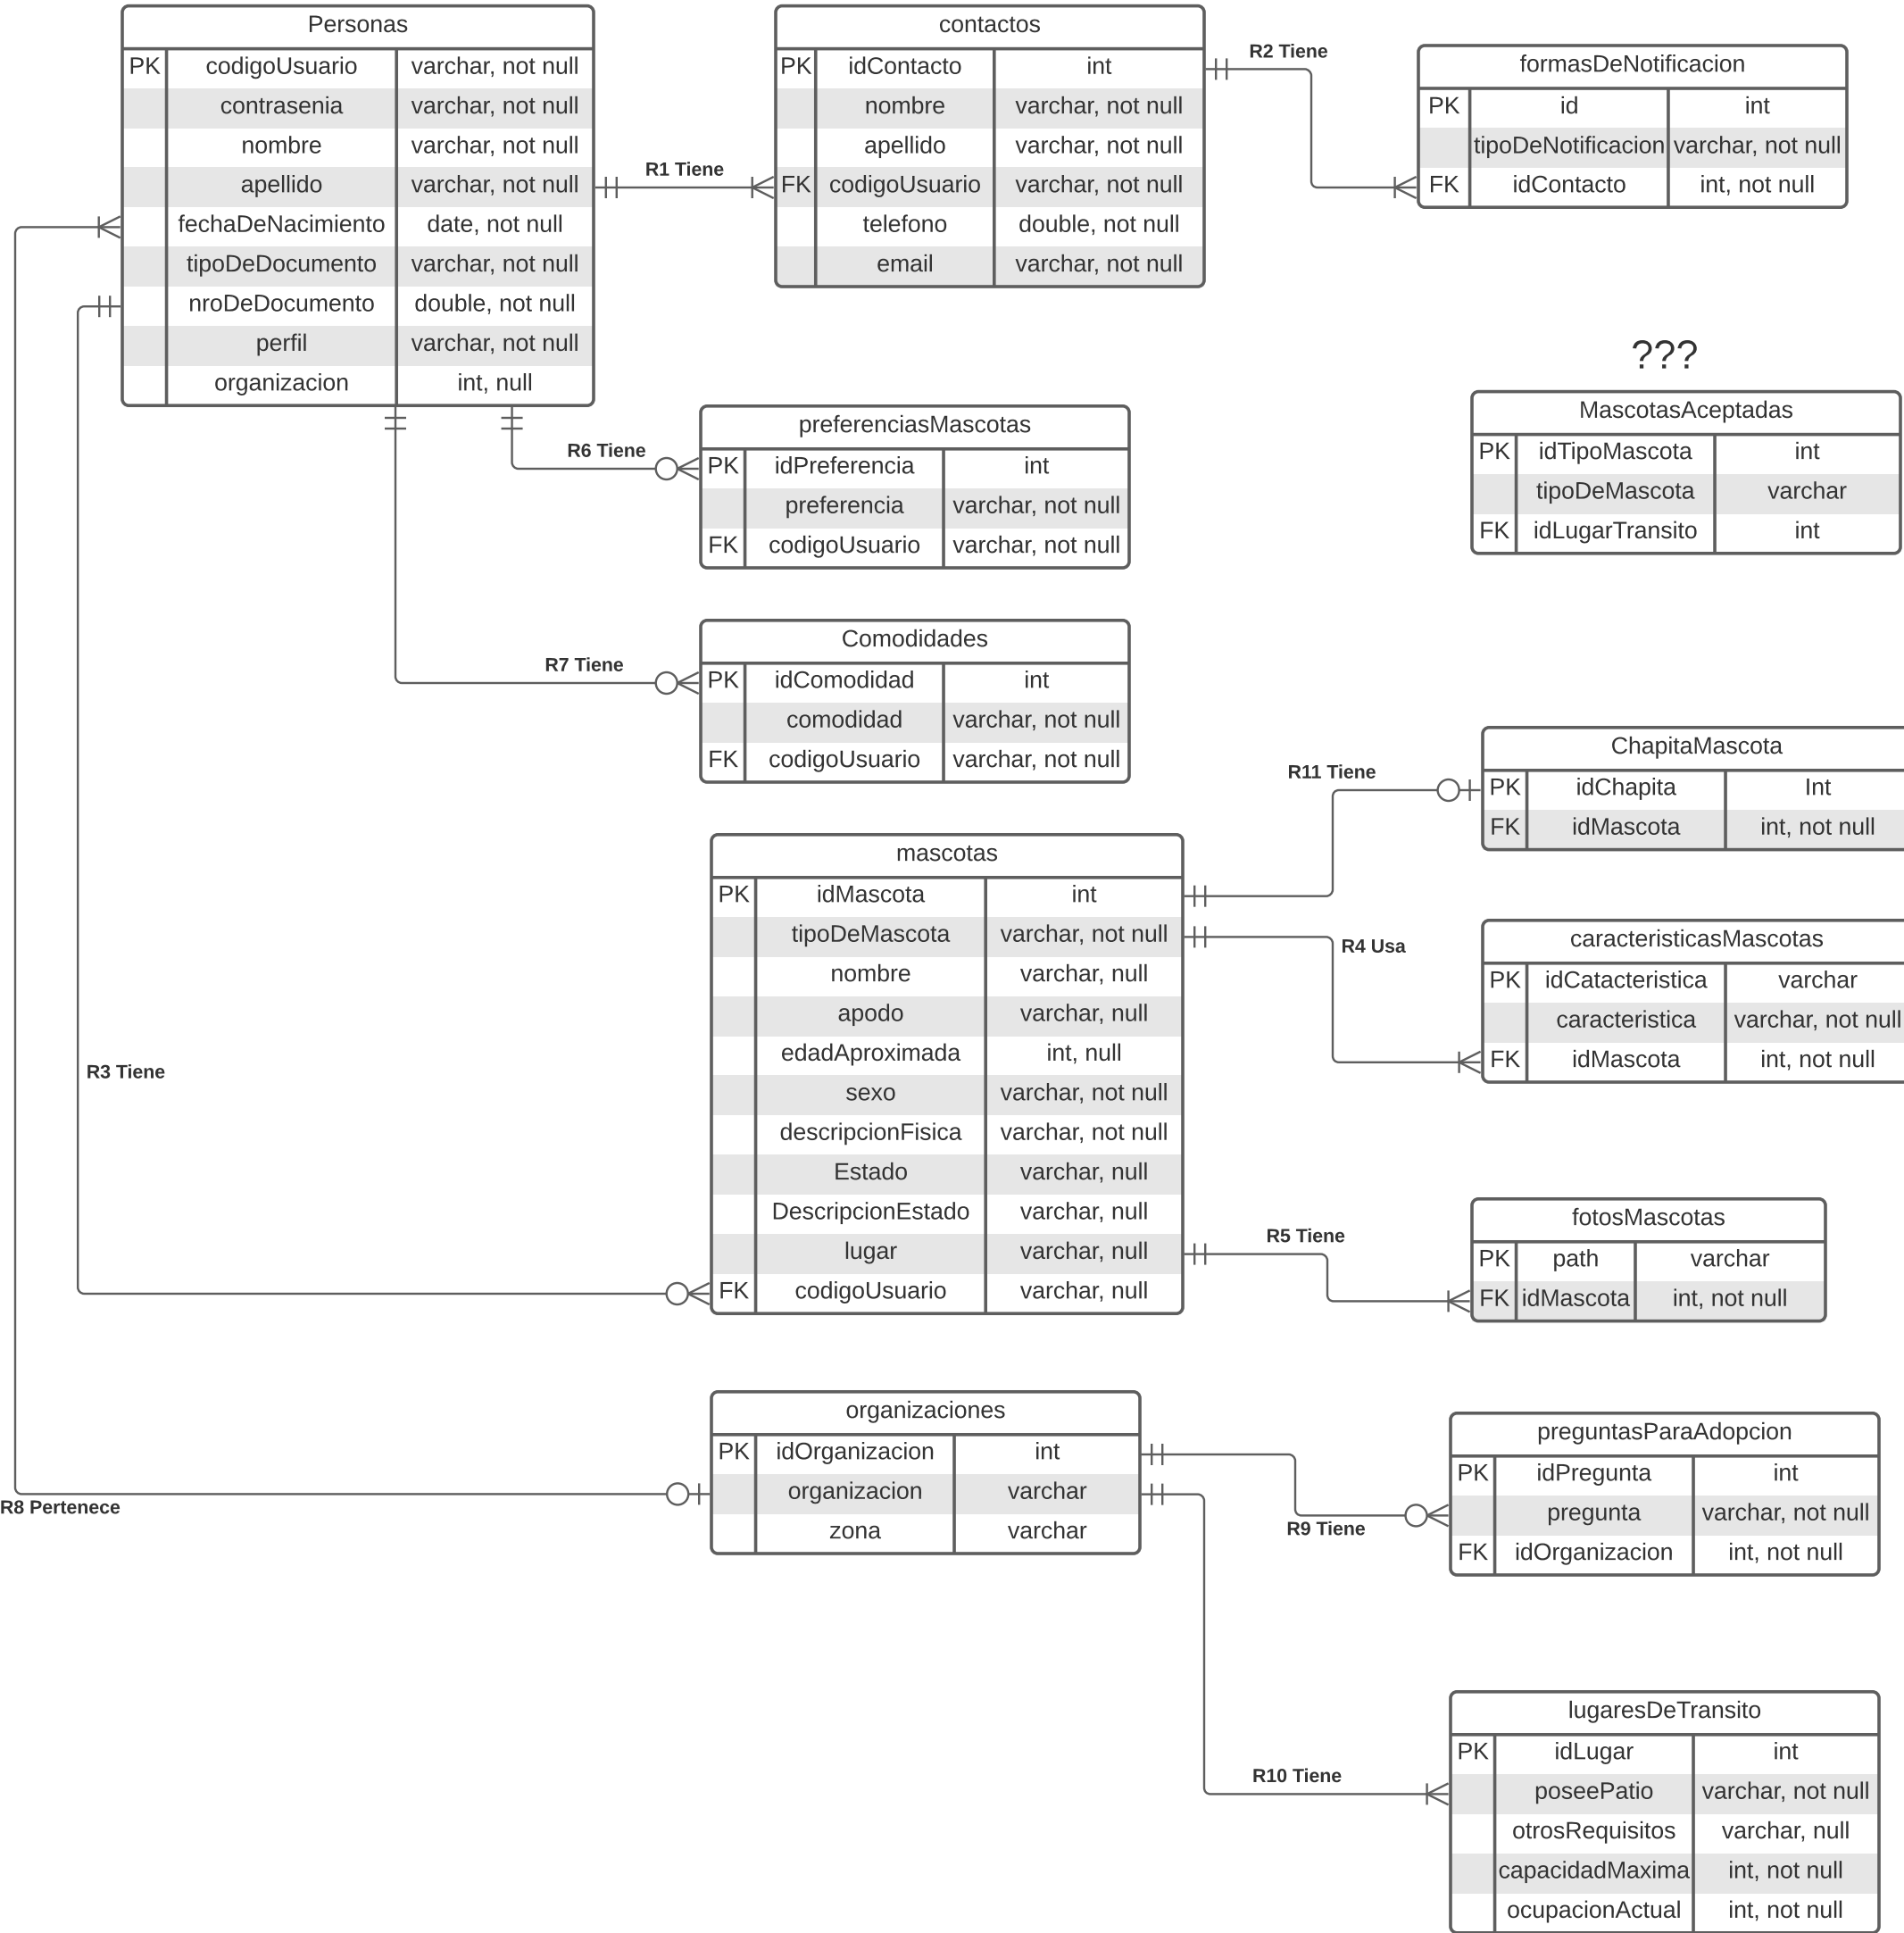 Personas
PK codigoUsuario varchar, not null
contrasenia varchar, not null
nombre varchar, not null
apellido varchar, not null
fechaDeNacimiento date, not null
tipoDeDocumento varchar, not null
nroDeDocumento double, not null
perfil varchar, not null
organizacion int, null
R1 Tiene
contactos
PK idContacto int
nombre varchar, not null
apellido varchar, not null
FK codigoUsuario varchar, not null
telefono double, not null
email varchar, not null
R2 Tiene
formasDeNotificacion
PK id int
tipoDeNotificacion varchar, not null
FK idContacto int, not null
???
MascotasAceptadas
PK idTipoMascota int
tipoDeMascota varchar
FK idLugarTransito int
R6 Tiene
preferenciasMascotas
PK idPreferencia int
preferencia varchar, not null
FK codigoUsuario varchar, not null
R7 Tiene
Comodidades
PK idComodidad int
comodidad varchar, not null
FK codigoUsuario varchar, not null
R11 Tiene
ChapitaMascota
PK idChapita Int
FK idMascota int, not null
R3 Tiene
mascotas
PK idMascota int
tipoDeMascota varchar, not null
nombre varchar, null
apodo varchar, null
edadAproximada int, null
sexo varchar, not null
descripcionFisica varchar, not null
Estado varchar, null
DescripcionEstado varchar, null
lugar varchar, null
FK codigoUsuario varchar, null
R4 Usa
caracteristicasMascotas
PK idCatacteristica varchar
caracteristica varchar, not null
FK idMascota int, not null
R5 Tiene
fotosMascotas
PK path varchar
FK idMascota int, not null
R8 Pertenece
organizaciones
PK idOrganizacion int
organizacion varchar
zona varchar
R9 Tiene
preguntasParaAdopcion
PK idPregunta int
pregunta varchar, not null
FK idOrganizacion int, not null
R10 Tiene
lugaresDeTransito
PK idLugar int
poseePatio varchar, not null
otrosRequisitos varchar, null
capacidadMaxima int, not null
ocupacionActual int, not null